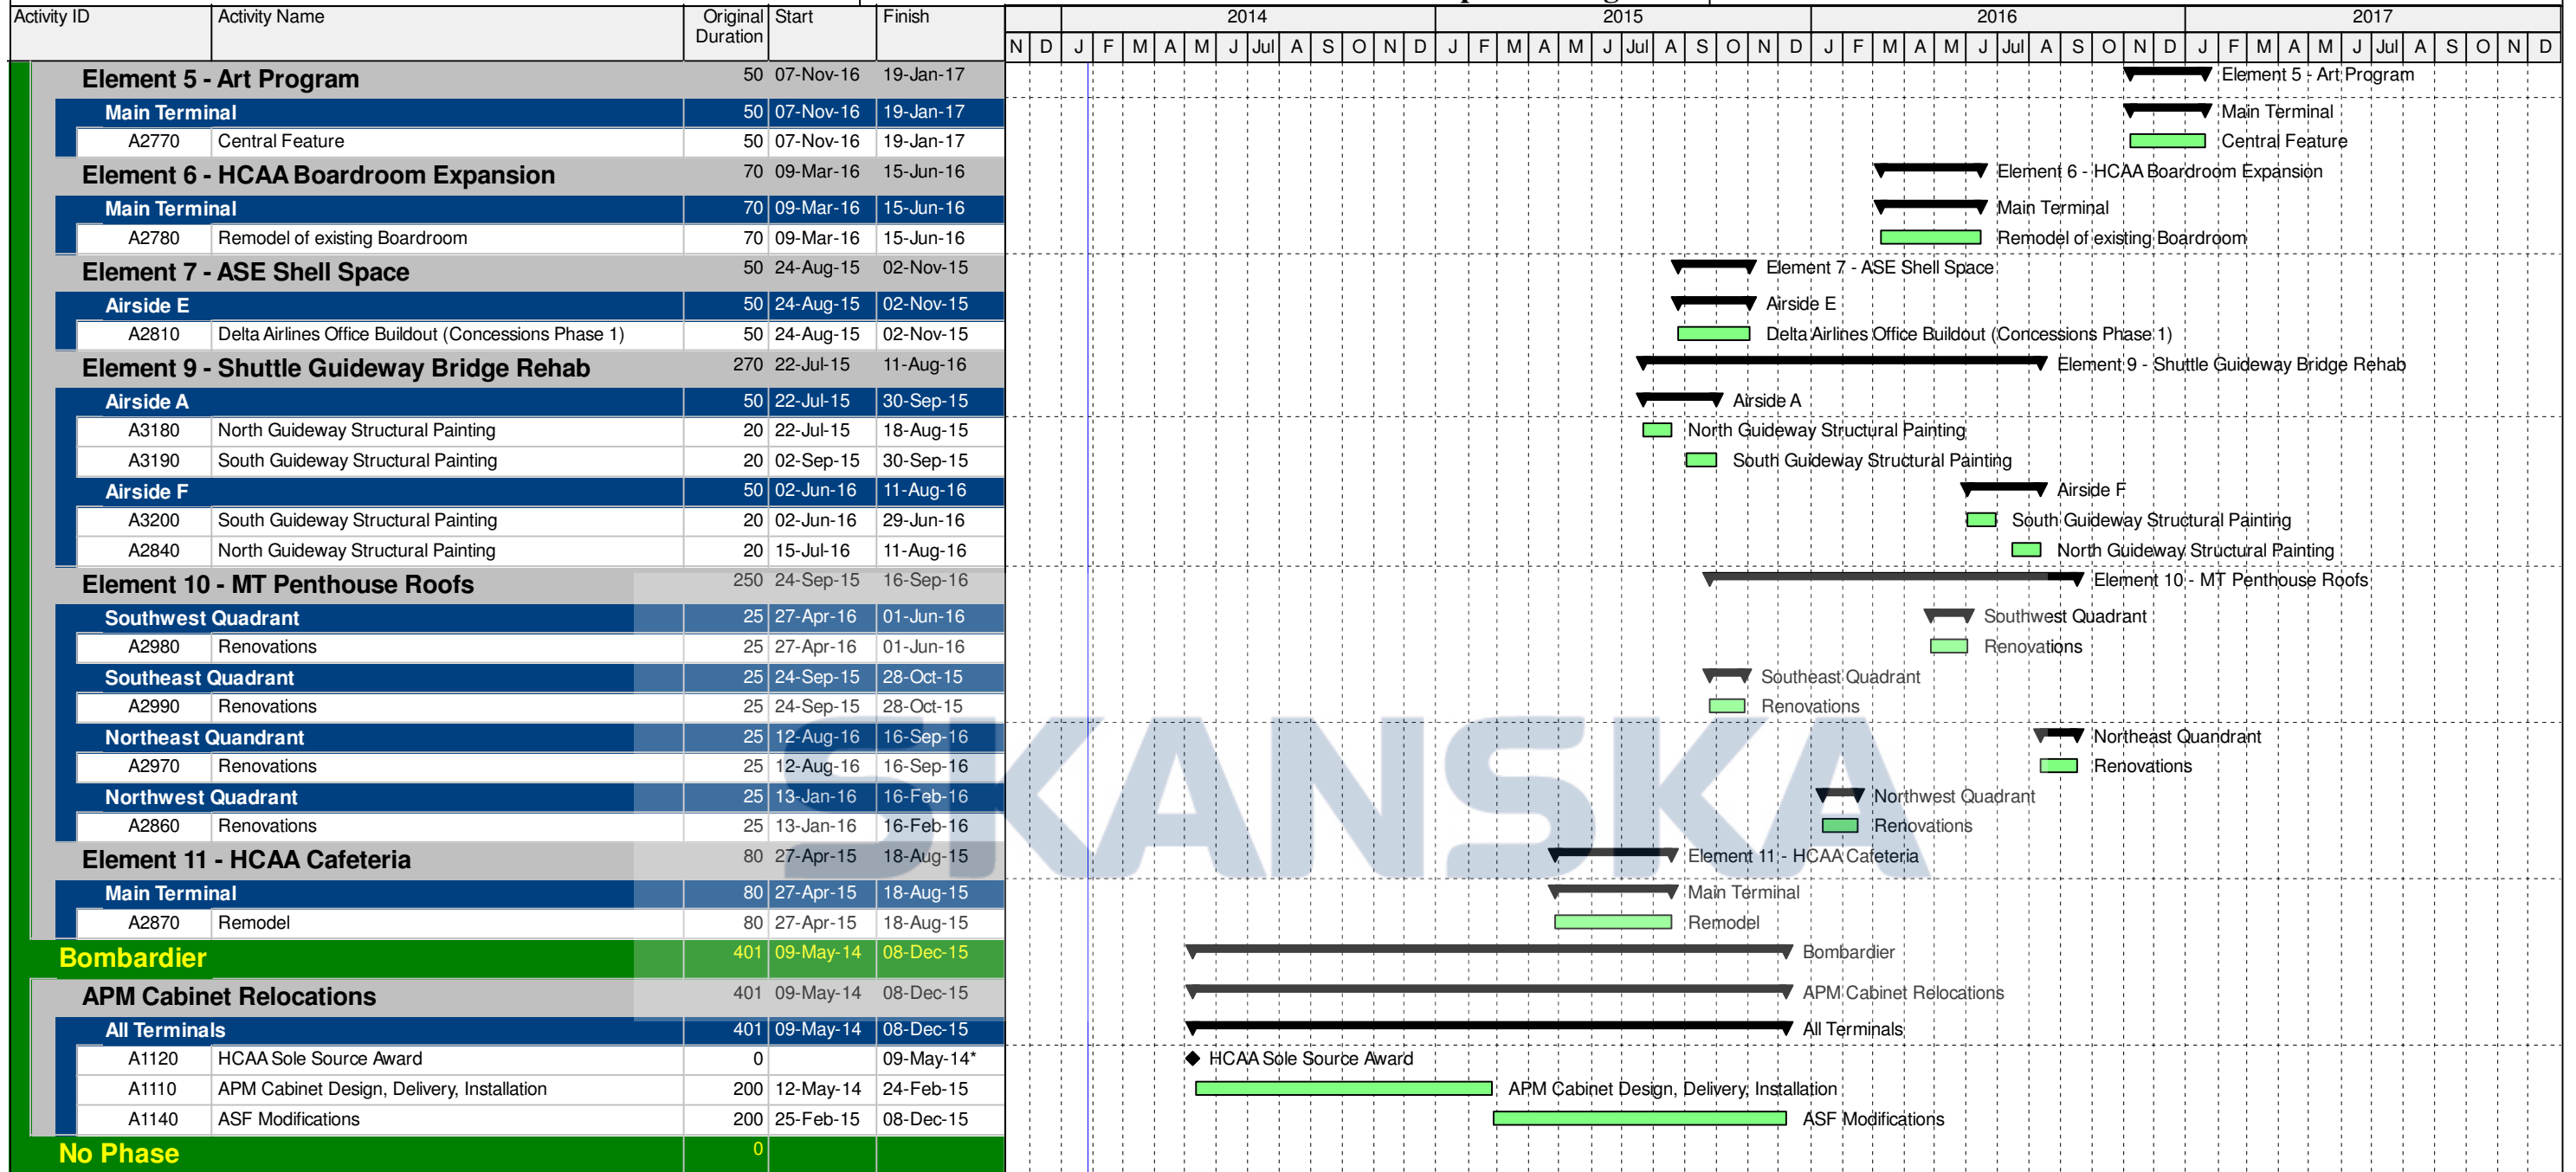 Activity ID Activity Name Original Duration Start Finish 2014 2015 2016 2017
N D J F M A M J Jul A S O N D J F M A M J Jul A S O N D J F M A M J Jul A S O N D J F M A M J Jul A S O N D
Element 5 - Art Program 50 07-Nov-16 19-Jan-17 Element 5 - Art Program
Main Terminal 50 07-Nov-16 19-Jan-17 Main Terminal
A2770 Central Feature 50 07-Nov-16 19-Jan-17 Central Feature
Element 6 - HCAA Boardroom Expansion 70 09-Mar-16 15-Jun-16 Element 6 - HCAA Boardroom Expansion
Main Terminal 70 09-Mar-16 15-Jun-16 Main Terminal
A2780 Remodel of existing Boardroom 70 09-Mar-16 15-Jun-16 Remodel of existing Boardroom
Element 7 - ASE Shell Space 50 24-Aug-15 02-Nov-15 Element 7 - ASE Shell Space
Airside E 50 24-Aug-15 02-Nov-15 Airside E
A2810 Delta Airlines Office Buildout (Concessions Phase 1) 50 24-Aug-15 02-Nov-15 Delta Airlines Office Buildout (Concessions Phase 1)
Element 9 - Shuttle Guideway Bridge Rehab 270 22-Jul-15 11-Aug-16 Element 9 - Shuttle Guideway Bridge Rehab
Airside A 50 22-Jul-15 30-Sep-15 Airside A
A3180 North Guideway Structural Painting 20 22-Jul-15 18-Aug-15 North Guideway Structural Painting
A3190 South Guideway Structural Painting 20 02-Sep-15 30-Sep-15 South Guideway Structural Painting
Airside F 50 02-Jun-16 11-Aug-16 Airside F
A3200 South Guideway Structural Painting 20 02-Jun-16 29-Jun-16 South Guideway Structural Painting
A2840 North Guideway Structural Painting 20 15-Jul-16 11-Aug-16 North Guideway Structural Painting
Element 10 - MT Penthouse Roofs 250 24-Sep-15 16-Sep-16 Element 10 - MT Penthouse Roofs
Southwest Quadrant 25 27-Apr-16 01-Jun-16 Southwest Quadrant
A2980 Renovations 25 27-Apr-16 01-Jun-16 Renovations
Southeast Quadrant 25 24-Sep-15 28-Oct-15 Southeast Quadrant
A2990 Renovations 25 24-Sep-15 28-Oct-15 Renovations
Northeast Quandrant 25 12-Aug-16 16-Sep-16 Northeast Quandrant
A2970 Renovations 25 12-Aug-16 16-Sep-16 Renovations
Northwest Quadrant 25 13-Jan-16 16-Feb-16 Northwest Quadrant
A2860 Renovations 25 13-Jan-16 16-Feb-16 Renovations
SKANSKA
Element 11 - HCAA Cafeteria 80 27-Apr-15 18-Aug-15 Element 11 - HCAA Cafeteria
Main Terminal 80 27-Apr-15 18-Aug-15 Main Terminal
A2870 Remodel 80 27-Apr-15 18-Aug-15 Remodel
Bombardier 401 09-May-14 08-Dec-15 Bombardier
APM Cabinet Relocations 401 09-May-14 08-Dec-15 APM Cabinet Relocations
All Terminals 401 09-May-14 08-Dec-15 All Terminals
A1120 HCAA Sole Source Award 0 09-May-14* HCAA Sole Source Award
A1110 APM Cabinet Design, Delivery, Installation 200 12-May-14 24-Feb-15 APM Cabinet Design, Delivery, Installation
A1140 ASF Modifications 200 25-Feb-15 08-Dec-15 ASF Modifications
No Phase 0